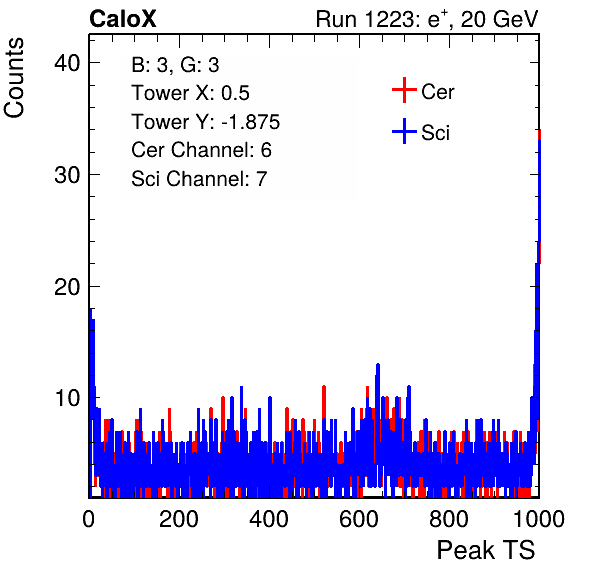 CaloX Run 1223: e+, 20 GeV
Counts
40
30
20
10
B: 3, G: 3
Tower X: 0.5
Tower Y: -1.875
Cer Channel: 6
Sci Channel: 7
Cer
Sci
0 200 400 600 800 1000
Peak TS